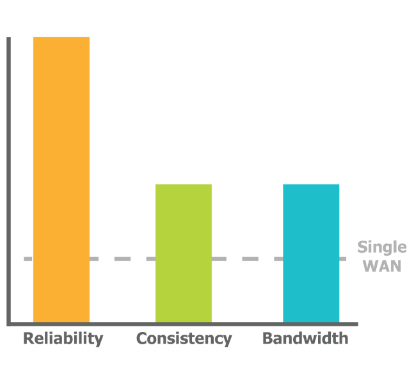 Single
WAN
Reliability
Consistency
Bandwidth